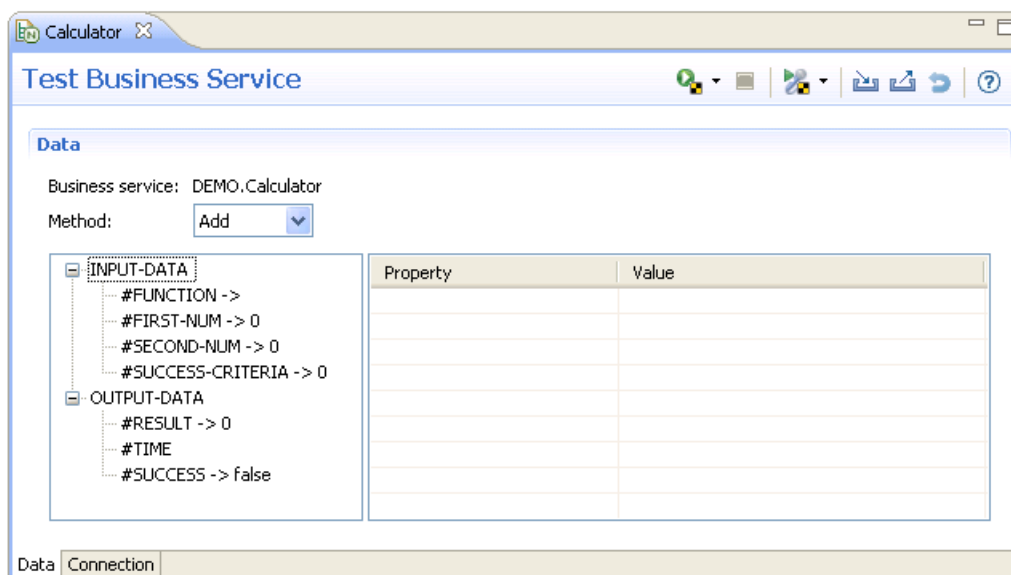 Calculator
Test Business Service
Data
Business service: DEMO.Calculator
Method: Add
INPUT-DATA
Property Value
#FUNCTION ->
#FIRST-NUM -> 0
#SECOND-NUM -> 0
#SUCCESS-CRITERIA -> 0
OUTPUT-DATA
#RESULT -> 0
#TIME
#SUCCESS -> false
Data Connection